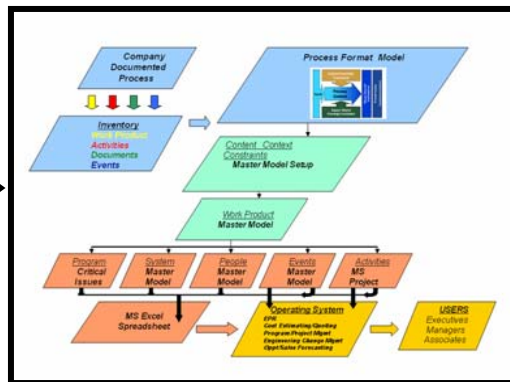 Company
Documented
Process
Process Format Model
Inventory
Work Product
Activities
Documents
Events
Content Context
Constraints
Master Model Setup
Work Product
Master Model
Program
Critical
Issues
System
Master
Model
People
Master
Model
Events
Master
Model
Activities
MS
Project
MS Excel
Spreadsheet
Operating System
EPIC
Cost Estimating/Quoting
Program/Project Mgmt
Engineering Change Mgmt
Oppt/Sales Forecasting
USERS
Executives
Managers
Associates